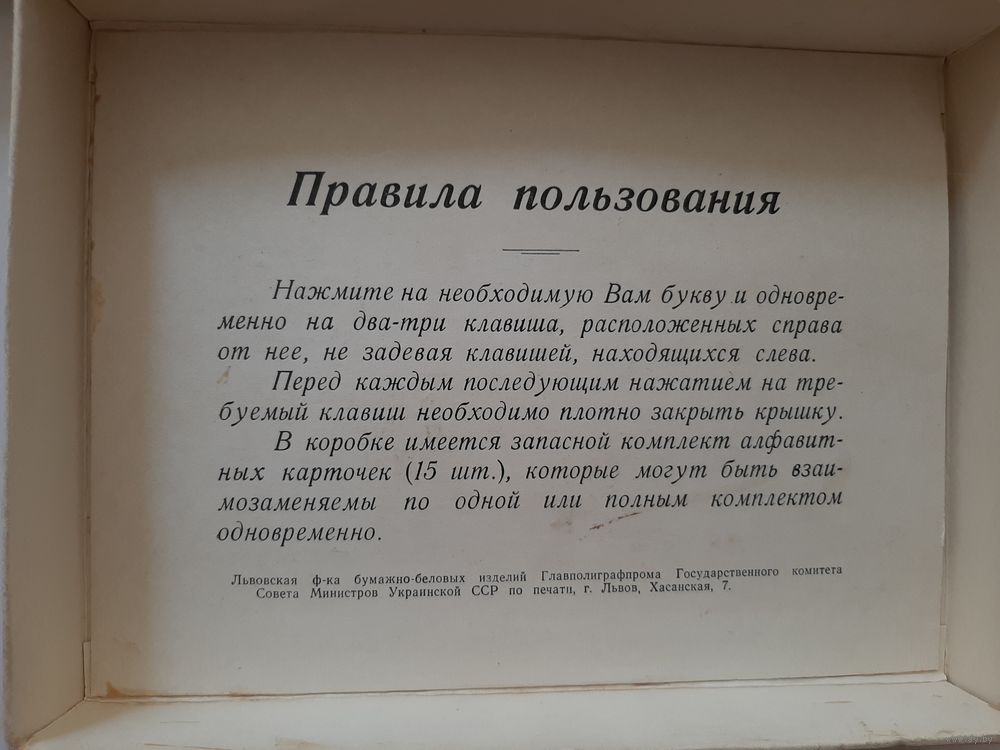 Правила пользования
Нажмите на необходимую Вам букву и одновре-
менно на два-три клавиша, расположенных справа
от нее, не задевая клавишей, находящихся слева.
Перед каждым последующим нажатием на тре-
буемый клавиш необходимо плотно закрыть крышку.
В коробке имеется запасной комплект алфавит-
ных карточек (15 шт.), которые могут быть взаи-
мозаменяемы по одной или полным комплектом
одновременно.
Львовская ф-ка бумажно-беловых изделий Главполиграфпрома Государственного комитета
Совета Министров Украинской ССР по печати, г. Львов, Хасанская, 7.